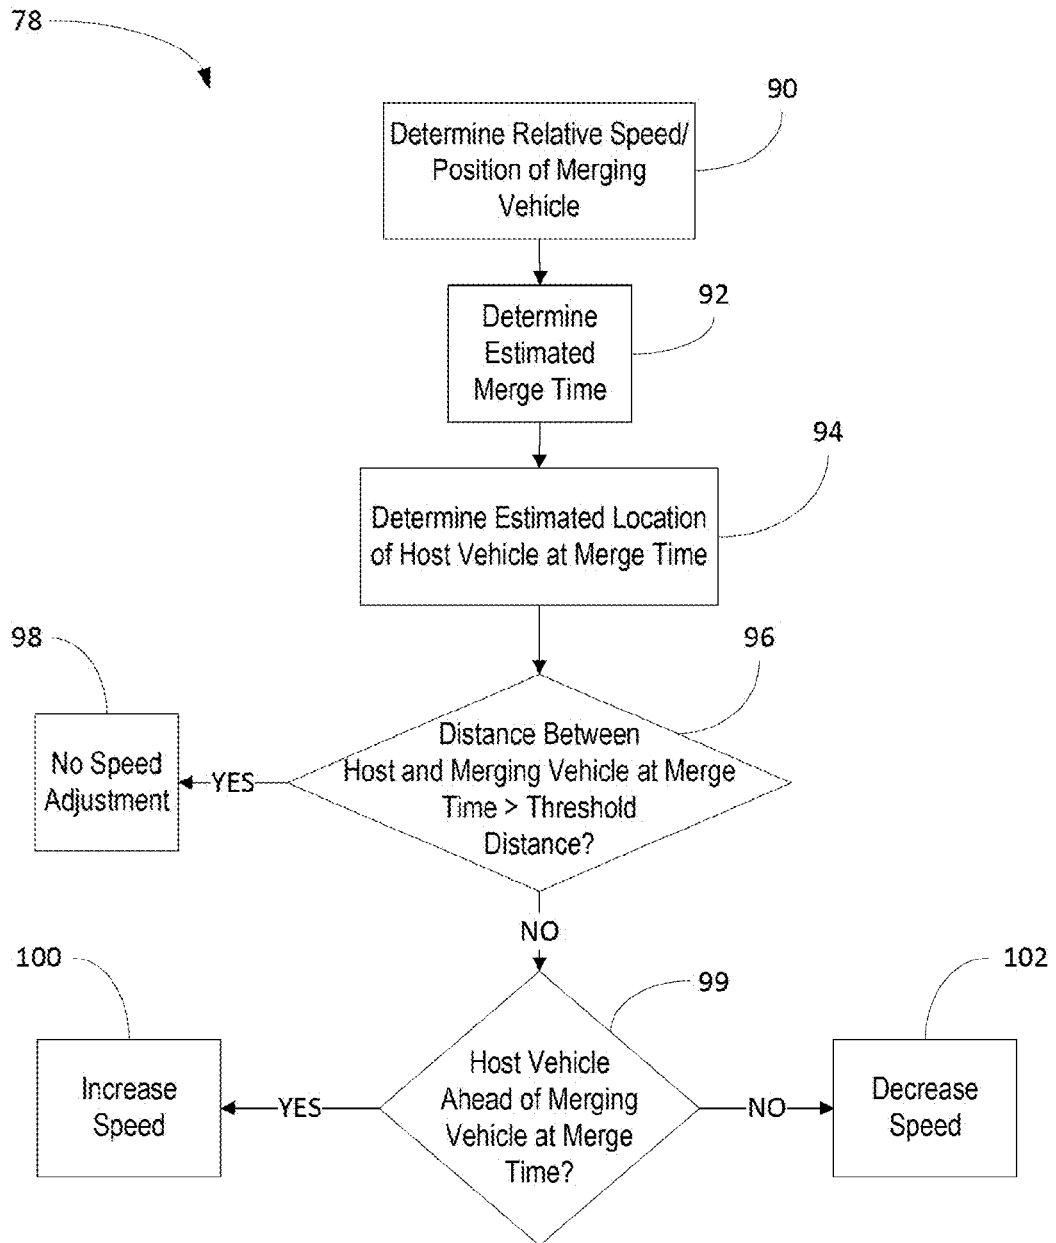 78
90
Determine Relative Speed/
Position of Merging
Vehicle
92
Determine
Estimated
Merge Time
94
Determine Estimated Location
of Host Vehicle at Merge Time
98
96
No Speed
Adjustment
YES
Distance Between
Host and Merging Vehicle at Merge
Time > Threshold
Distance?
NO
100
99
102
Increase
Speed
YES
Host Vehicle
Ahead of Merging
Vehicle at Merge
Time?
NO
Decrease
Speed